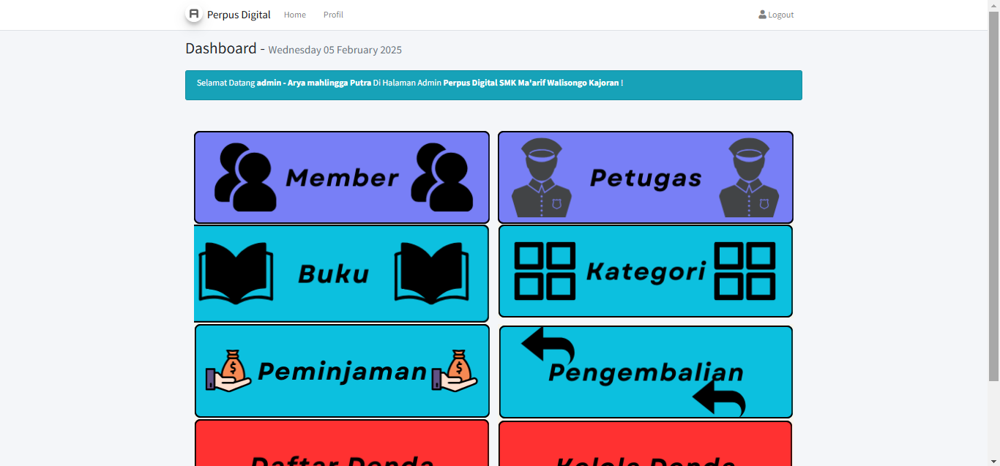 Perpus Digital Home Profil Logout
Dashboard - Wednesday 05 February 2025
Selamat Datang admin - Arya mahlingga Putra Di Halaman Admin Perpus Digital SMK Ma'arif Walisongo Kajoran !
Member Petugas
Buku Kategori
Peminjaman Pengembalian
Daftar Denda Kelola Denda